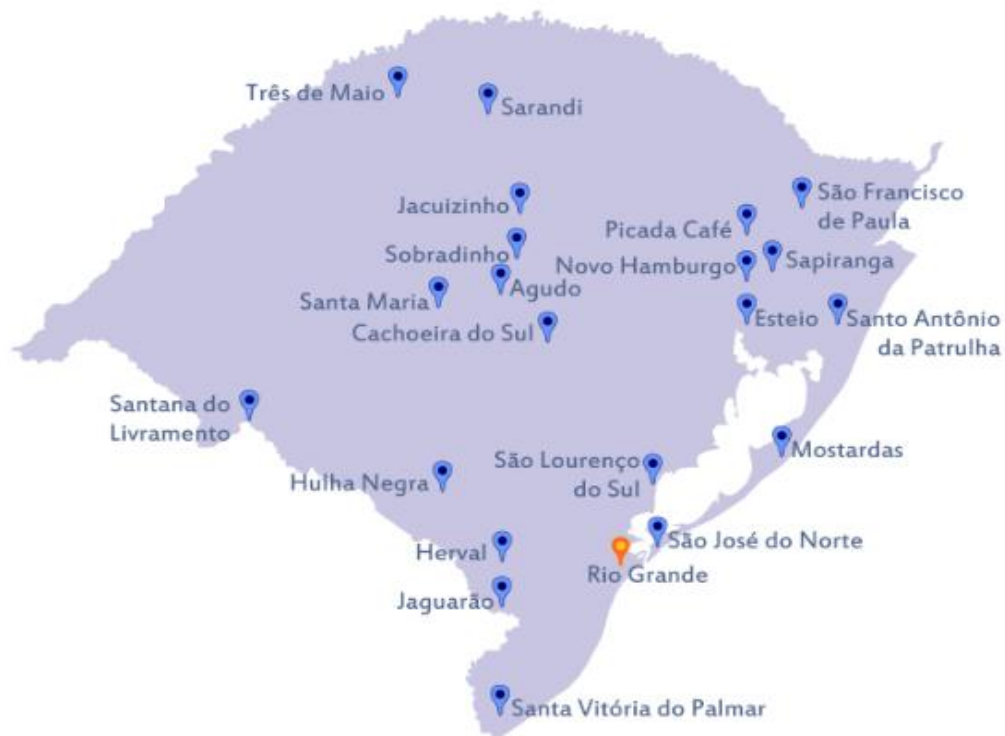 Três de Maio
Sarandi
São Francisco
de Paula
Jacuizinho
Picada Café
Sobradinho
Novo Hamburgo
Sapiranga
Agudo
Santa Maria
Cachoeira do Sul
Esteio
Santo Antônio
da Patrulha
Santana do
Livramento
Mostardas
São Lourenço
do Sul
Hulha Negra
São José do Norte
Herval
Rio Grande
Jaguarão
Santa Vitória do Palmar